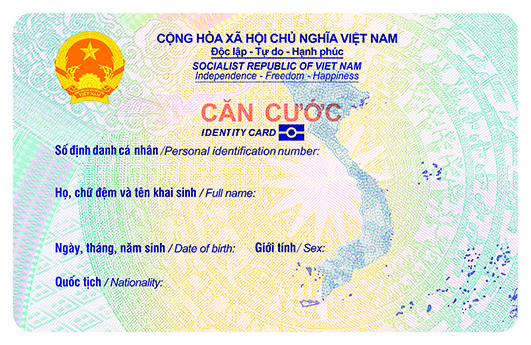 CỘNG HÒA XÃ HỘI CHỦ NGHĨA VIỆT NAM
Độc lập - Tự do - Hạnh phúc
SOCIALIST REPUBLIC OF VIET NAM
Independence - Freedom - Happiness
CĂN CƯỚC
IDENTITY CARD
Số định danh cá nhân / Personal identification number:
Họ, chữ đệm và tên khai sinh / Full name:
Ngày, tháng, năm sinh / Date of birth: Giới tính / Sex:
Quốc tịch / Nationality: